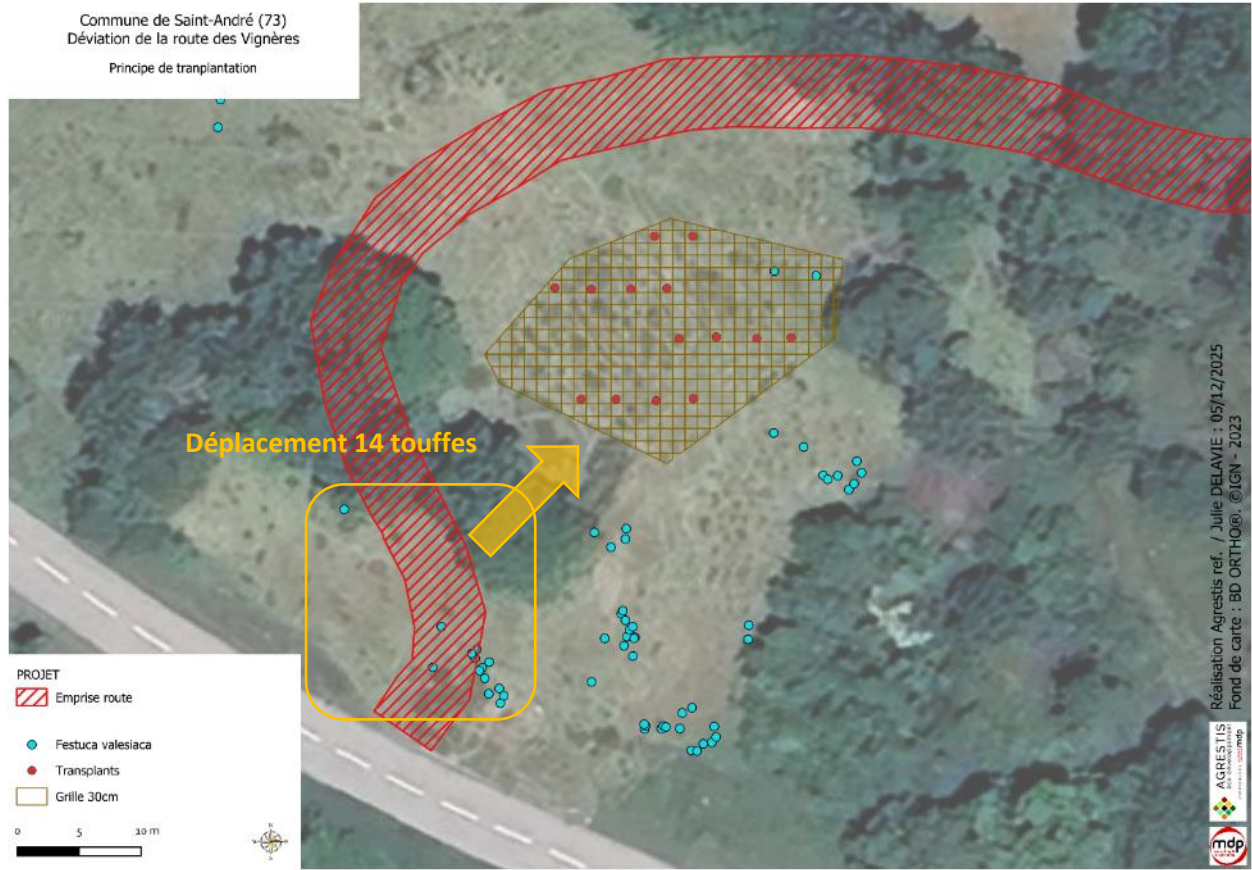 Commune de Saint-André (73)
Déviation de la route des Vignères
Principe de tranplantation
Déplacement 14 touffes
PROJET
Emprise route
Festuca valesiaca
Transplants
Grille 30cm
0 5 10 m
Réalisation Agrestis ref. / Julie DELAVIE : 05/12/2025
Fond de carte : BD ORTHO®, ©IGN - 2023
AGRESTIS
éco-développement
mdp